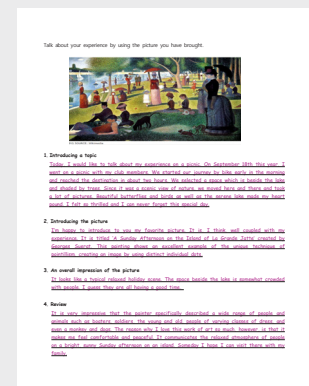 Talk about your experience by using the picture you have brought.
1. Introducing a topic
Today, I would like to talk about my experience on a picnic. On September 18th this year, I
went on a picnic with my club members. We started our journey by bike early in the morning
and reached the destination in about two hours. We selected a space which is beside the lake
and shaded by trees. Since it was a scenic view of nature, we moved here and there and took
a lot of pictures. Beautiful butterflies and birds as well as the serene lake made my heart
pound. I felt so thrilled and I can never forget this special day.
2. Introducing the picture
I'm happy to introduce to you my favorite picture. It is, I think, well coupled with my
experience. It is titled 'A Sunday Afternoon on the Island of La Grande Jatte' created by
Georges Suerat. This painting shows an excellent example of the unique technique of
pointillism: creating an image by using distinct individual dots.
3. An overall impression of the picture
It looks like a typical relaxed holiday scene. The space beside the lake is somewhat crowded
with people. I guess they are all having a good time.
4. Review
It is very impressive that the painter specifically described a wide range of people and
animals such as boaters, soldiers, the young and old, people of varying classes of dress, and
even a monkey and dogs. The reason why I love this work of art so much, however, is that it
makes me feel comfortable and peaceful. It communicates the relaxed atmosphere of people
on a bright, sunny Sunday afternoon on an island. Someday I hope I can visit there with my
family.